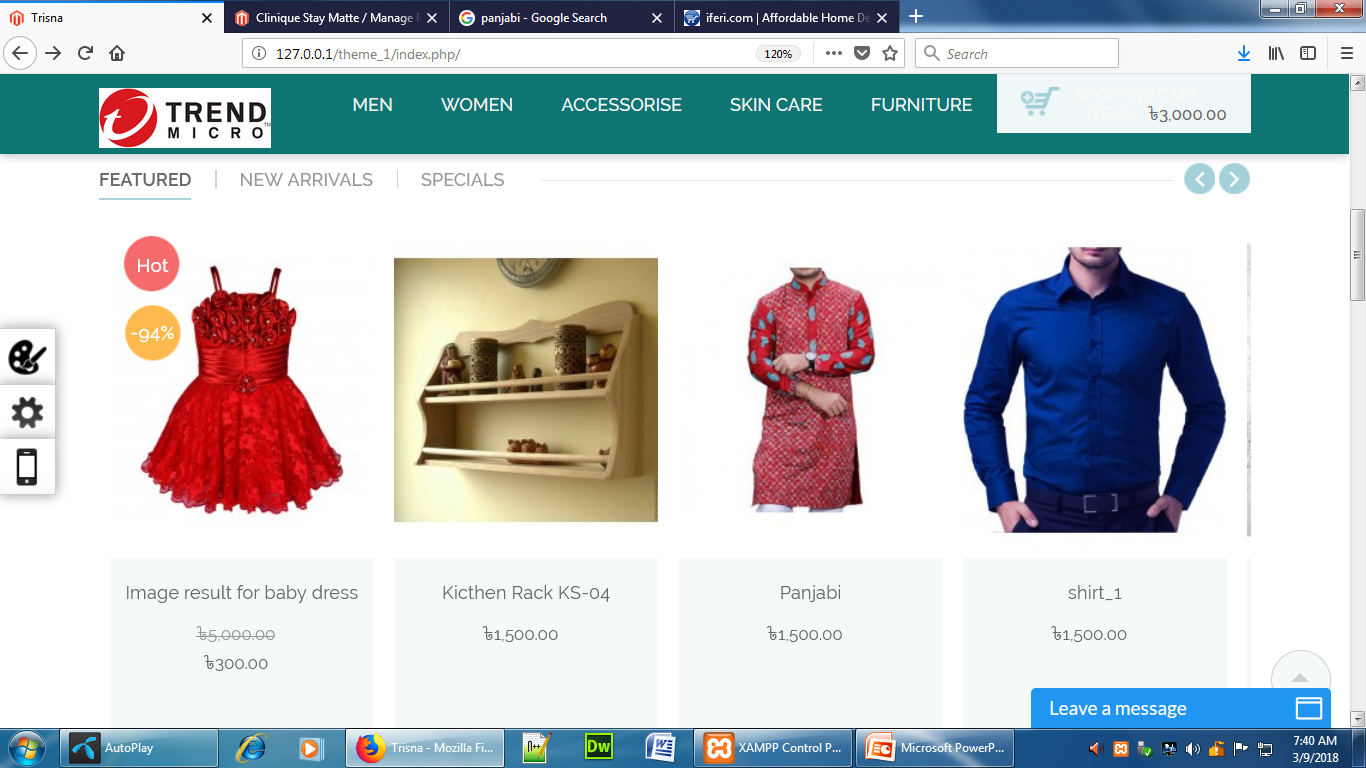 Trisna
Clinique Stay Matte / Manage P
panjabi - Google Search
iferi.com | Affordable Home Dé
127.0.0.1/theme_1/index.php/
120%
Search
TREND
MICRO
TM
MEN
WOMEN
ACCESSORISE
SKIN CARE
FURNITURE
SHOPPING CART
ITEMS
৳3,000.00
FEATURED
NEW ARRIVALS
SPECIALS
Hot
-94%
Image result for baby dress
৳5,000.00
৳300.00
Kicthen Rack KS-04
৳1,500.00
Panjabi
৳1,500.00
shirt_1
৳1,500.00
Leave a message
AutoPlay
Trisna - Mozilla Fi...
Dw
XAMPP Control P...
Microsoft PowerP...
7:40 AM
3/9/2018